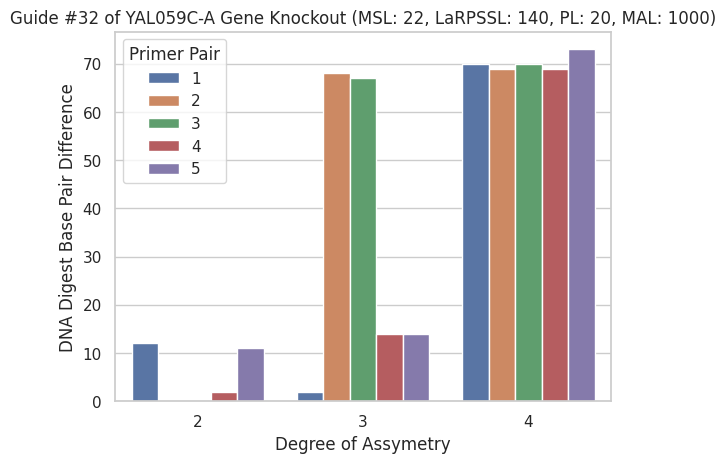 Guide #32 of YAL059C-A Gene Knockout (MSL: 22, LaRPSSL: 140, PL: 20, MAL: 1000)
Primer Pair
1
2
3
4
5
DNA Digest Base Pair Difference
70
60
50
40
30
20
10
0
2 3 4
Degree of Assymetry